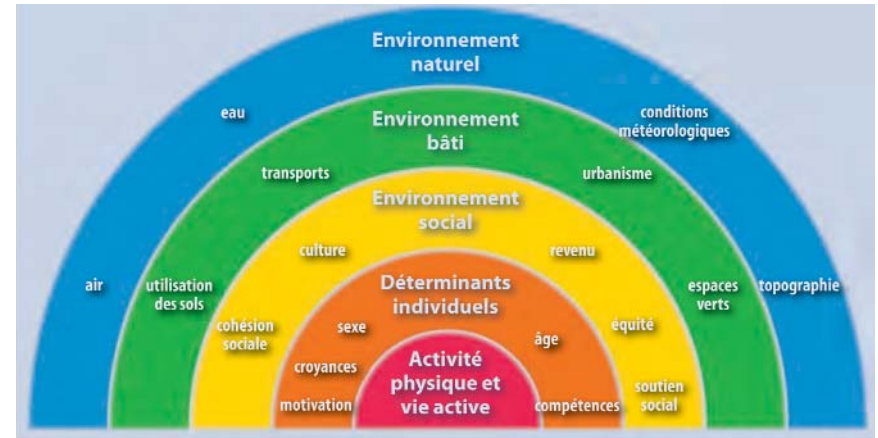 Environnement
naturel
eau
conditions
météorologiques
air
topographie
Environnement
bâti
transports
urbanisme
utilisation
des sols
espaces
verts
Environnement
social
culture
revenu
cohésion
sociale
équité
soutien
social
Déterminants
individuels
sexe
âge
croyances
motivation
compétences
Activité
physique et
vie active